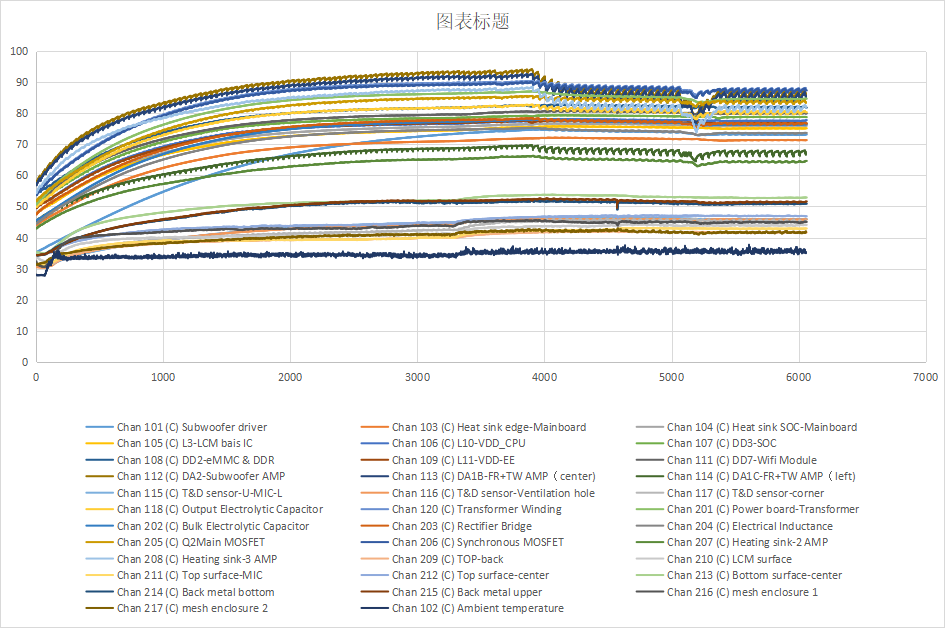 图表标题
100
90
80
70
60
50
40
30
20
10
0
0 1000 2000 3000 4000 5000 6000 7000
Chan 101 (C) Subwoofer driver Chan 103 (C) Heat sink edge-Mainboard Chan 104 (C) Heat sink SOC-Mainboard
Chan 105 (C) L3-LCM bais IC Chan 106 (C) L10-VDD_CPU Chan 107 (C) DD3-SOC
Chan 108 (C) DD2-eMMC & DDR Chan 109 (C) L11-VDD-EE Chan 111 (C) DD7-Wifi Module
Chan 112 (C) DA2-Subwoofer AMP Chan 113 (C) DA1B-FR+TW AMP（center) Chan 114 (C) DA1C-FR+TW AMP（left)
Chan 115 (C) T&D sensor-U-MIC-L Chan 116 (C) T&D sensor-Ventilation hole Chan 117 (C) T&D sensor-corner
Chan 118 (C) Output Electrolytic Capacitor Chan 120 (C) Transformer Winding Chan 201 (C) Power board-Transformer
Chan 202 (C) Bulk Electrolytic Capacitor Chan 203 (C) Rectifier Bridge Chan 204 (C) Electrical Inductance
Chan 205 (C) Q2Main MOSFET Chan 206 (C) Synchronous MOSFET Chan 207 (C) Heating sink-2 AMP
Chan 208 (C) Heating sink-3 AMP Chan 209 (C) TOP-back Chan 210 (C) LCM surface
Chan 211 (C) Top surface-MIC Chan 212 (C) Top surface-center Chan 213 (C) Bottom surface-center
Chan 214 (C) Back metal bottom Chan 215 (C) Back metal upper Chan 216 (C) mesh enclosure 1
Chan 217 (C) mesh enclosure 2 Chan 102 (C) Ambient temperature